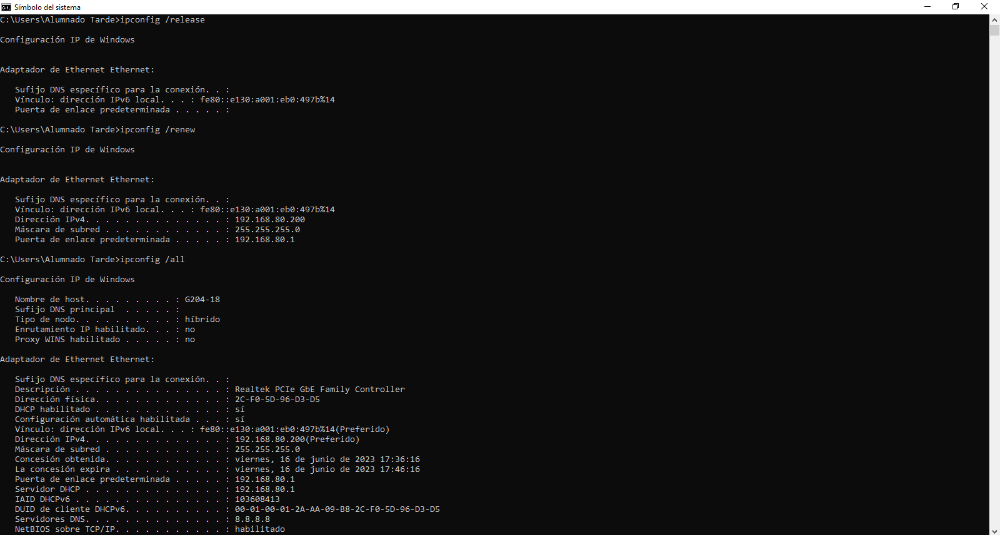 Símbolo del sistema
C:\Users\Alumnado Tarde>ipconfig /release
Configuración IP de Windows
Adaptador de Ethernet Ethernet:
Sufijo DNS específico para la conexión. . :
Vínculo: dirección IPv6 local. . . : fe80::e130:a001:eb0:497b%14
Puerta de enlace predeterminada . . . . . :
C:\Users\Alumnado Tarde>ipconfig /renew
Configuración IP de Windows
Adaptador de Ethernet Ethernet:
Sufijo DNS específico para la conexión. . :
Vínculo: dirección IPv6 local. . . : fe80::e130:a001:eb0:497b%14
Dirección IPv4. . . . . . . . . . . . . . : 192.168.80.200
Máscara de subred . . . . . . . . . . . . : 255.255.255.0
Puerta de enlace predeterminada . . . . . : 192.168.80.1
C:\Users\Alumnado Tarde>ipconfig /all
Configuración IP de Windows
Nombre de host. . . . . . . . . : G204-18
Sufijo DNS principal  . . . . . :
Tipo de nodo. . . . . . . . . . : híbrido
Enrutamiento IP habilitado. . . : no
Proxy WINS habilitado . . . . . : no
Adaptador de Ethernet Ethernet:
Sufijo DNS específico para la conexión. . :
Descripción . . . . . . . . . . . . . . . : Realtek PCIe GbE Family Controller
Dirección física. . . . . . . . . . . . . : 2C-F0-5D-96-D3-D5
DHCP habilitado . . . . . . . . . . . . . : sí
Configuración automática habilitada . . . : sí
Vínculo: dirección IPv6 local. . . : fe80::e130:a001:eb0:497b%14(Preferido)
Dirección IPv4. . . . . . . . . . . . . . : 192.168.80.200(Preferido)
Máscara de subred . . . . . . . . . . . . : 255.255.255.0
Concesión obtenida. . . . . . . . . . . . : viernes, 16 de junio de 2023 17:36:16
La concesión expira . . . . . . . . . . . : viernes, 16 de junio de 2023 17:46:16
Puerta de enlace predeterminada . . . . . : 192.168.80.1
Servidor DHCP . . . . . . . . . . . . . . : 192.168.80.1
IAID DHCPv6 . . . . . . . . . . . . . . . : 103608413
DUID de cliente DHCPv6. . . . . . . . . . : 00-01-00-01-2A-AA-09-B8-2C-F0-5D-96-D3-D5
Servidores DNS. . . . . . . . . . . . . . : 8.8.8.8
NetBIOS sobre TCP/IP. . . . . . . . . . . : habilitado